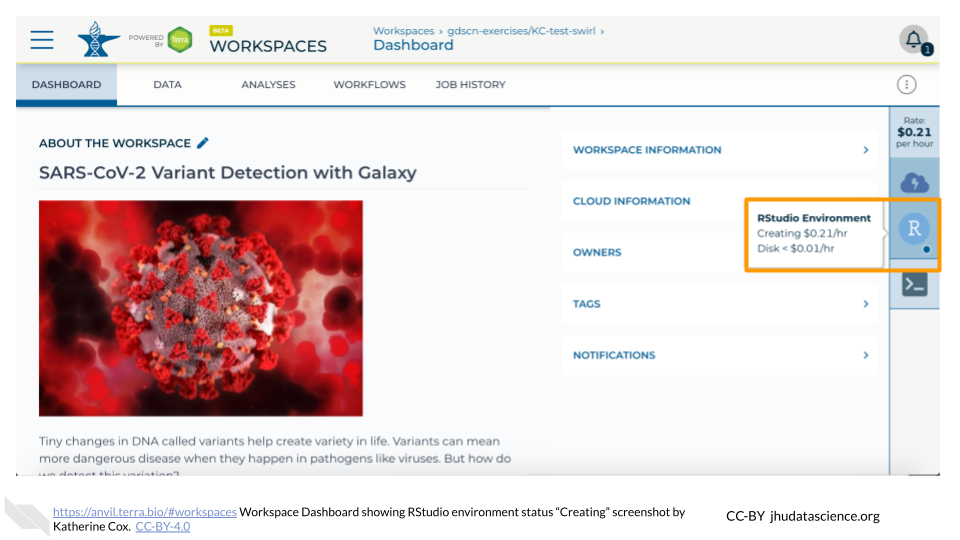 POWERED BY Terra
BETA
WORKSPACES
Workspaces › gdscn-exercises/KC-test-swirl ›
Dashboard
1
DASHBOARD DATA ANALYSES WORKFLOWS JOB HISTORY
Rate:
$0.21
per hour
ABOUT THE WORKSPACE
SARS-CoV-2 Variant Detection with Galaxy
WORKSPACE INFORMATION
CLOUD INFORMATION
OWNERS
TAGS
NOTIFICATIONS
RStudio Environment
Creating $0.21/hr
Disk < $0.01/hr
R
Tiny changes in DNA called variants help create variety in life. Variants can mean
more dangerous disease when they happen in pathogens like viruses. But how do
we detect this variation?
https://anvil.terra.bio/#workspaces Workspace Dashboard showing RStudio environment status “Creating” screenshot by
Katherine Cox. CC-BY-4.0
CC-BY jhudatascience.org